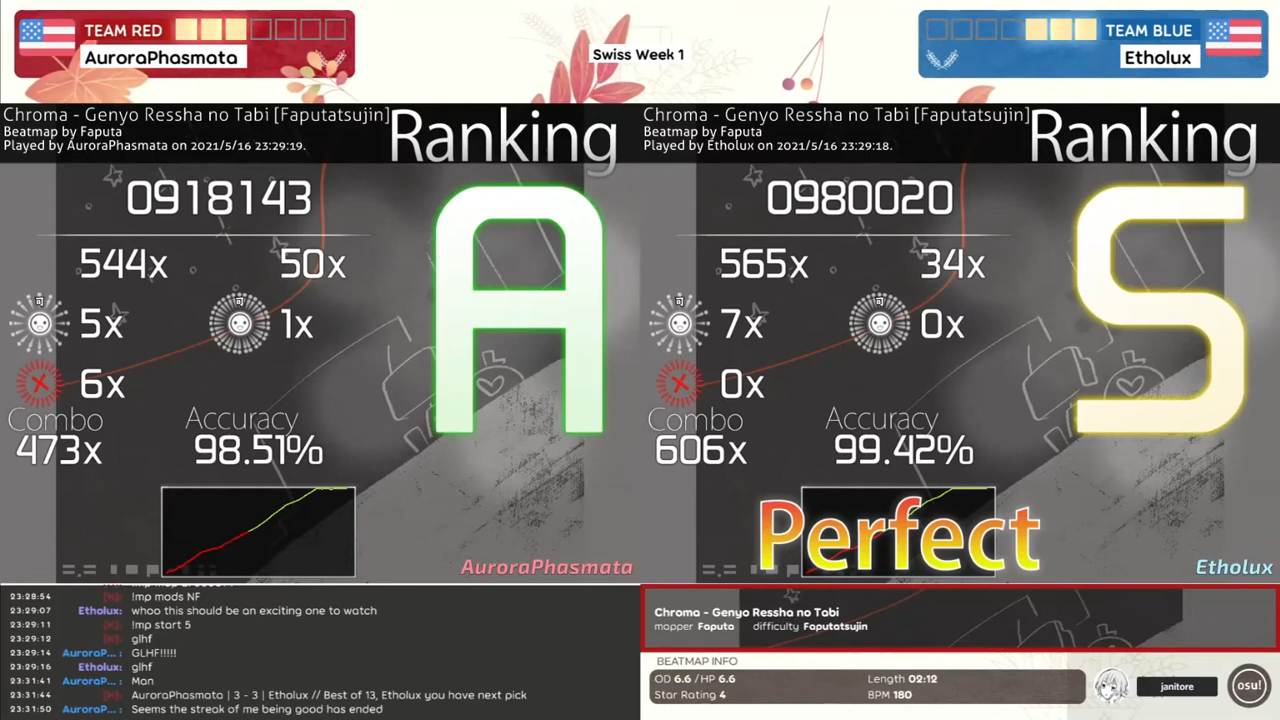 TEAM RED
AuroraPhasmata
Swiss Week 1
TEAM BLUE
Etholux
Chroma - Genyo Ressha no Tabi [Faputatsujin]
Beatmap by Faputa
Played by AuroraPhasmata on 2021/5/16 23:29:19.
Ranking
0918143
544x 50x
5x 1x
6x
Combo Accuracy
473x 98.51%
A
AuroraPhasmata
Chroma - Genyo Ressha no Tabi [Faputatsujin]
Beatmap by Faputa
Played by Etholux on 2021/5/16 23:29:18.
Ranking
0980020
565x 34x
7x 0x
0x
Combo Accuracy
606x 99.42%
S
Perfect
Etholux
23:28:54 !mp mods NF
23:29:07 Etholux: whoo this should be an exciting one to watch
23:29:11 !mp start 5
23:29:12 glhf
23:29:14 AuroraP... : GLHF!!!!!
23:29:16 Etholux: glhf
23:31:41 AuroraP... : Man
23:31:44 AuroraPhasmata | 3 - 3 | Etholux // Best of 13, Etholux you have next pick
23:31:50 AuroraP... : Seems the streak of me being good has ended
Chroma - Genyo Ressha no Tabi
mapper Faputa difficulty Faputatsujin
BEATMAP INFO
OD 6.6 / HP 6.6 Length 02:12
Star Rating 4 BPM 180
janitore
osu!